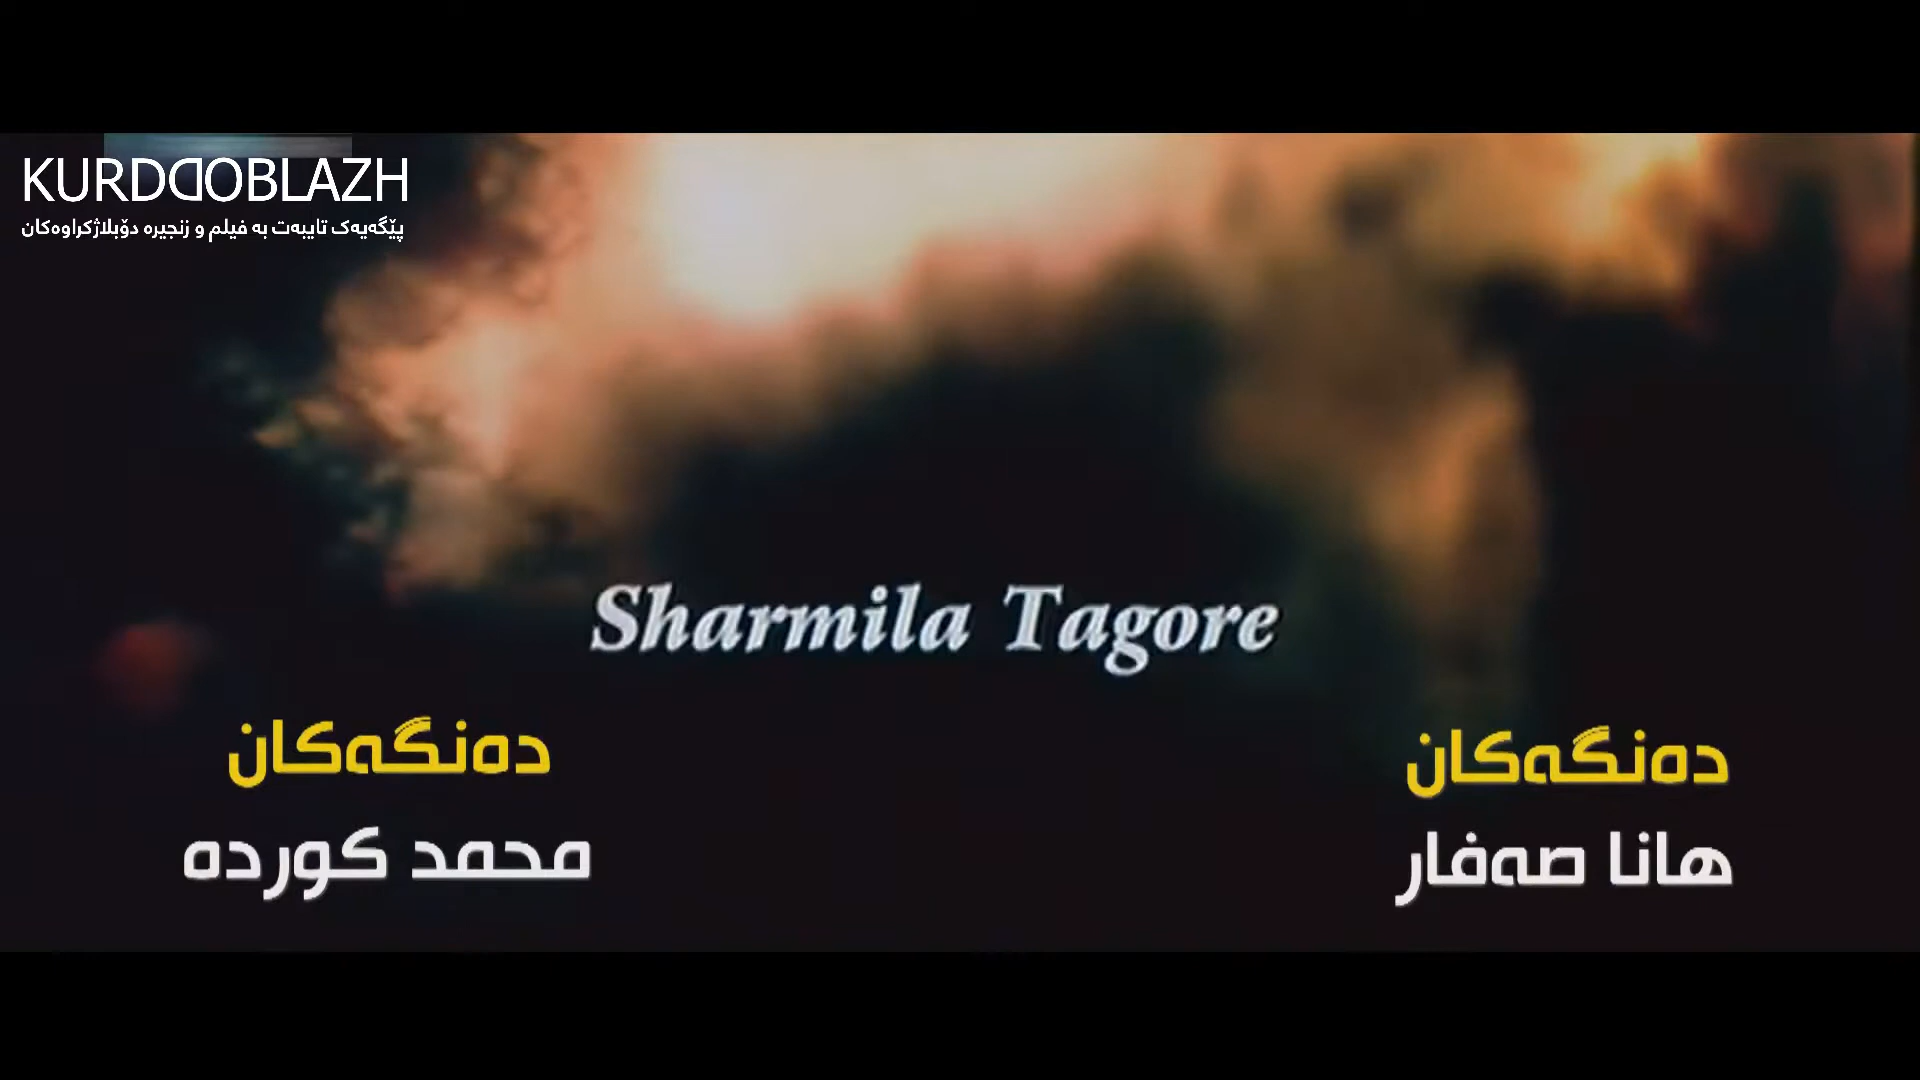 KURDDOBLAZH
پێگەیەک تایبەت بە فیلم و زنجیرە دۆبلاژکراوەکان
Sharmila Tagore
دەنگەکان
هانا صەفار
دەنگەکان
محمد کوردە